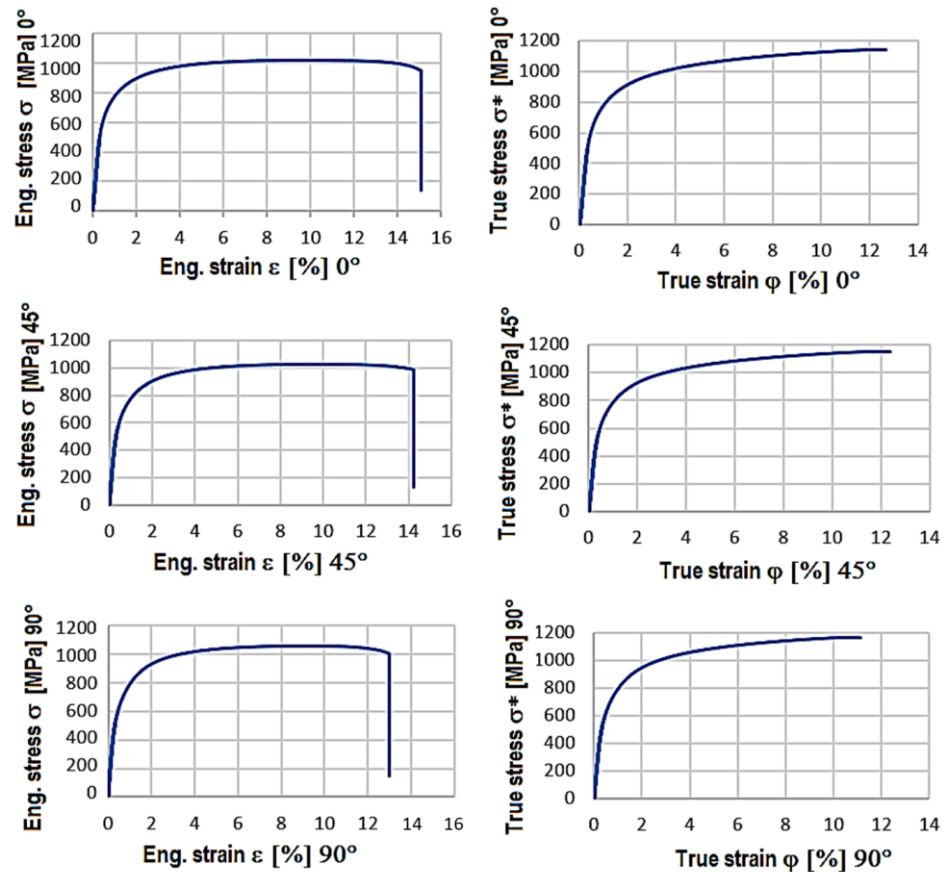 Eng. stress σ [MPa] 0°
1200
1000
800
600
400
200
0
0 2 4 6 8 10 12 14 16
Eng. strain ε [%] 0°
True stress σ* [MPa] 0°
1200
1000
800
600
400
200
0
0 2 4 6 8 10 12 14
True strain φ [%] 0°
Eng. stress σ [MPa] 45°
1200
1000
800
600
400
200
0
0 2 4 6 8 10 12 14 16
Eng. strain ε [%] 45°
True stress σ* [MPa] 45°
1200
1000
800
600
400
200
0
0 2 4 6 8 10 12 14
True strain φ [%] 45°
Eng. stress σ [MPa] 90°
1200
1000
800
600
400
200
0
0 2 4 6 8 10 12 14 16
Eng. strain ε [%] 90°
True stress σ* [MPa] 90°
1200
1000
800
600
400
200
0
0 2 4 6 8 10 12 14
True strain φ [%] 90°